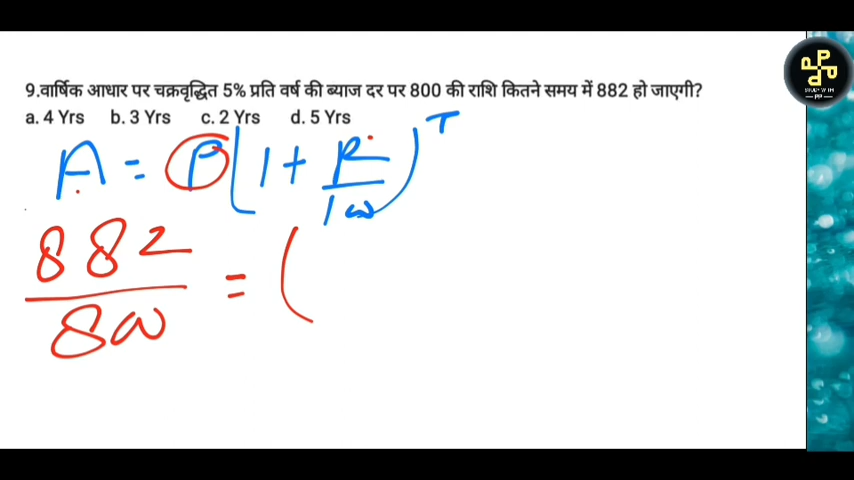 9.वार्षिक आधार पर चक्रवृद्धित 5% प्रति वर्ष की ब्याज दर पर 800 की राशि कितने समय में 882 हो जाएगी?
a. 4 Yrs b. 3 Yrs c. 2 Yrs d. 5 Yrs
A = P(1 + R/100)^T
882/800 = (